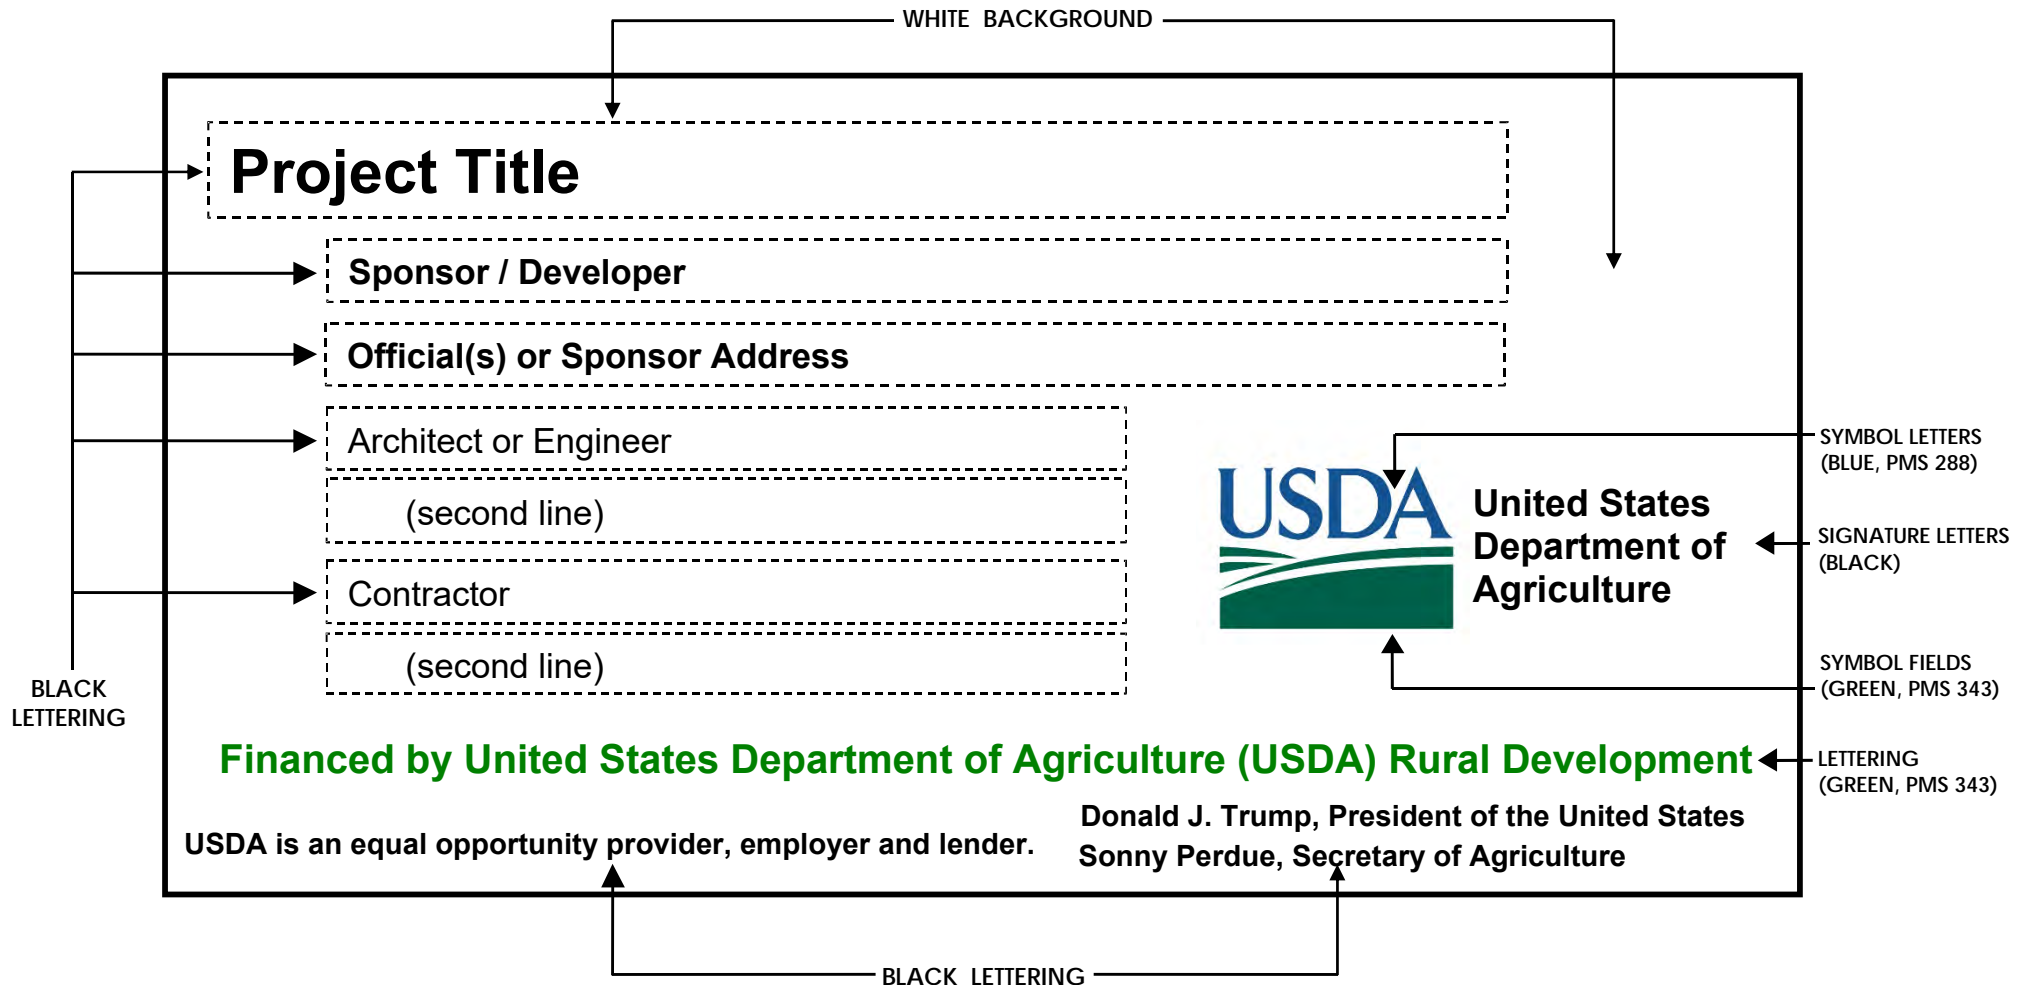 WHITE BACKGROUND
Project Title
Sponsor / Developer
Official(s) or Sponsor Address
Architect or Engineer
(second line)
Contractor
(second line)
BLACK
LETTERING
USDA
United States
Department of
Agriculture
SYMBOL LETTERS
(BLUE, PMS 288)
SIGNATURE LETTERS
(BLACK)
SYMBOL FIELDS
(GREEN, PMS 343)
Financed by United States Department of Agriculture (USDA) Rural Development
LETTERING
(GREEN, PMS 343)
USDA is an equal opportunity provider, employer and lender.
Donald J. Trump, President of the United States
Sonny Perdue, Secretary of Agriculture
BLACK LETTERING